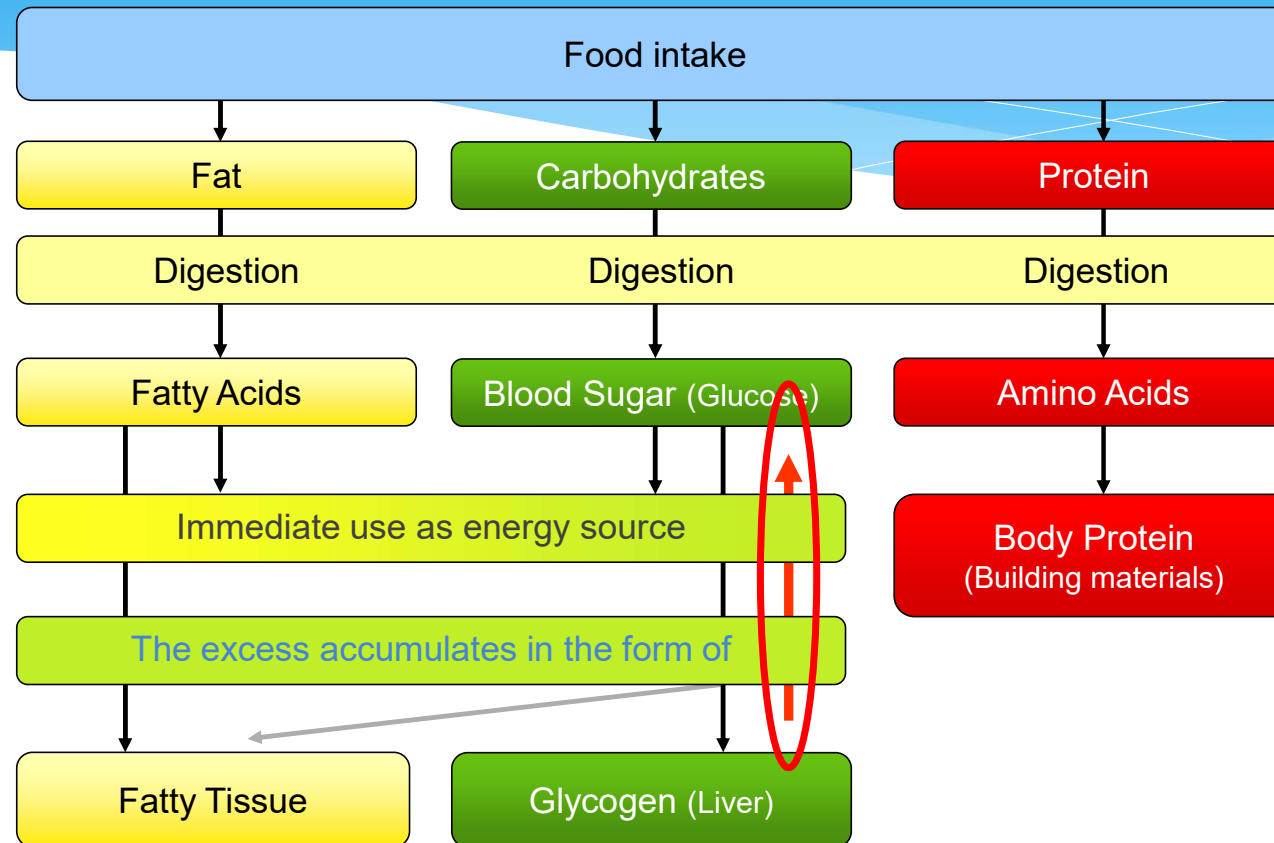 Food intake
Fat
Carbohydrates
Protein
Digestion
Digestion
Digestion
Fatty Acids
Blood Sugar (Glucose)
Amino Acids
Immediate use as energy source
Body Protein
(Building materials)
The excess accumulates in the form of
Fatty Tissue
Glycogen (Liver)